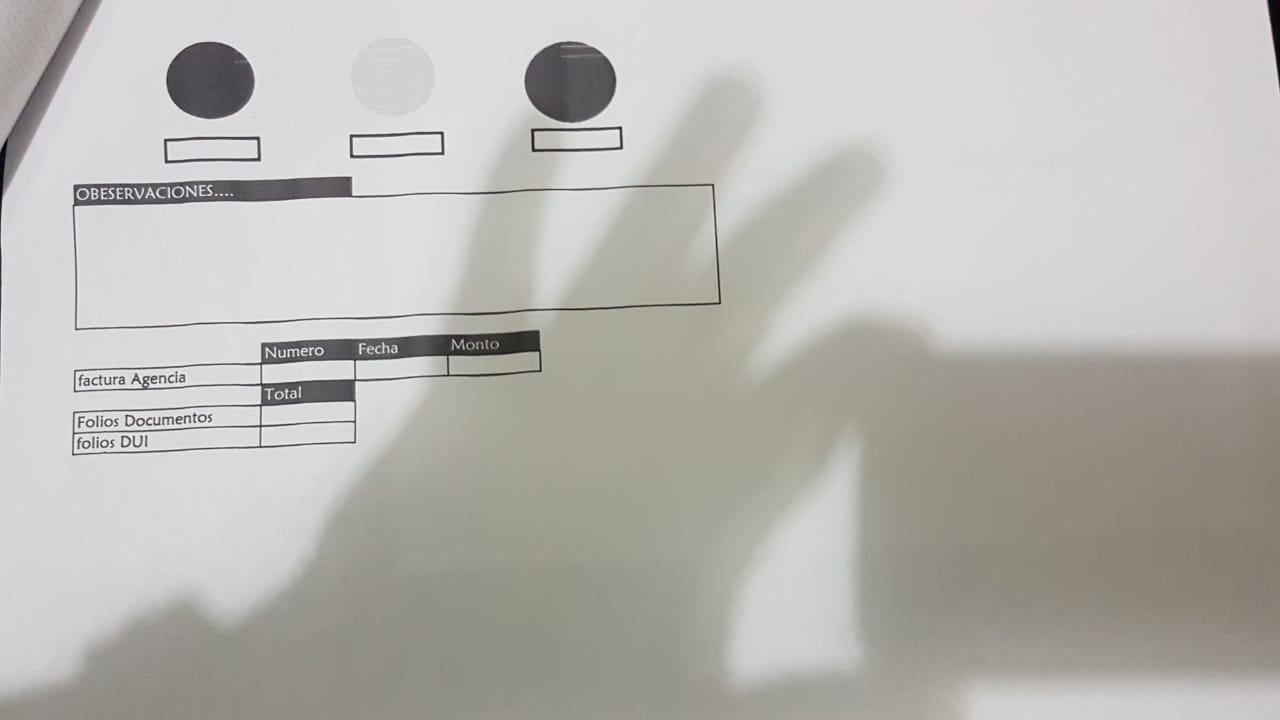 OBESERVACIONES....
Numero Fecha Monto
factura Agencia
Total
Folios Documentos
folios DUI